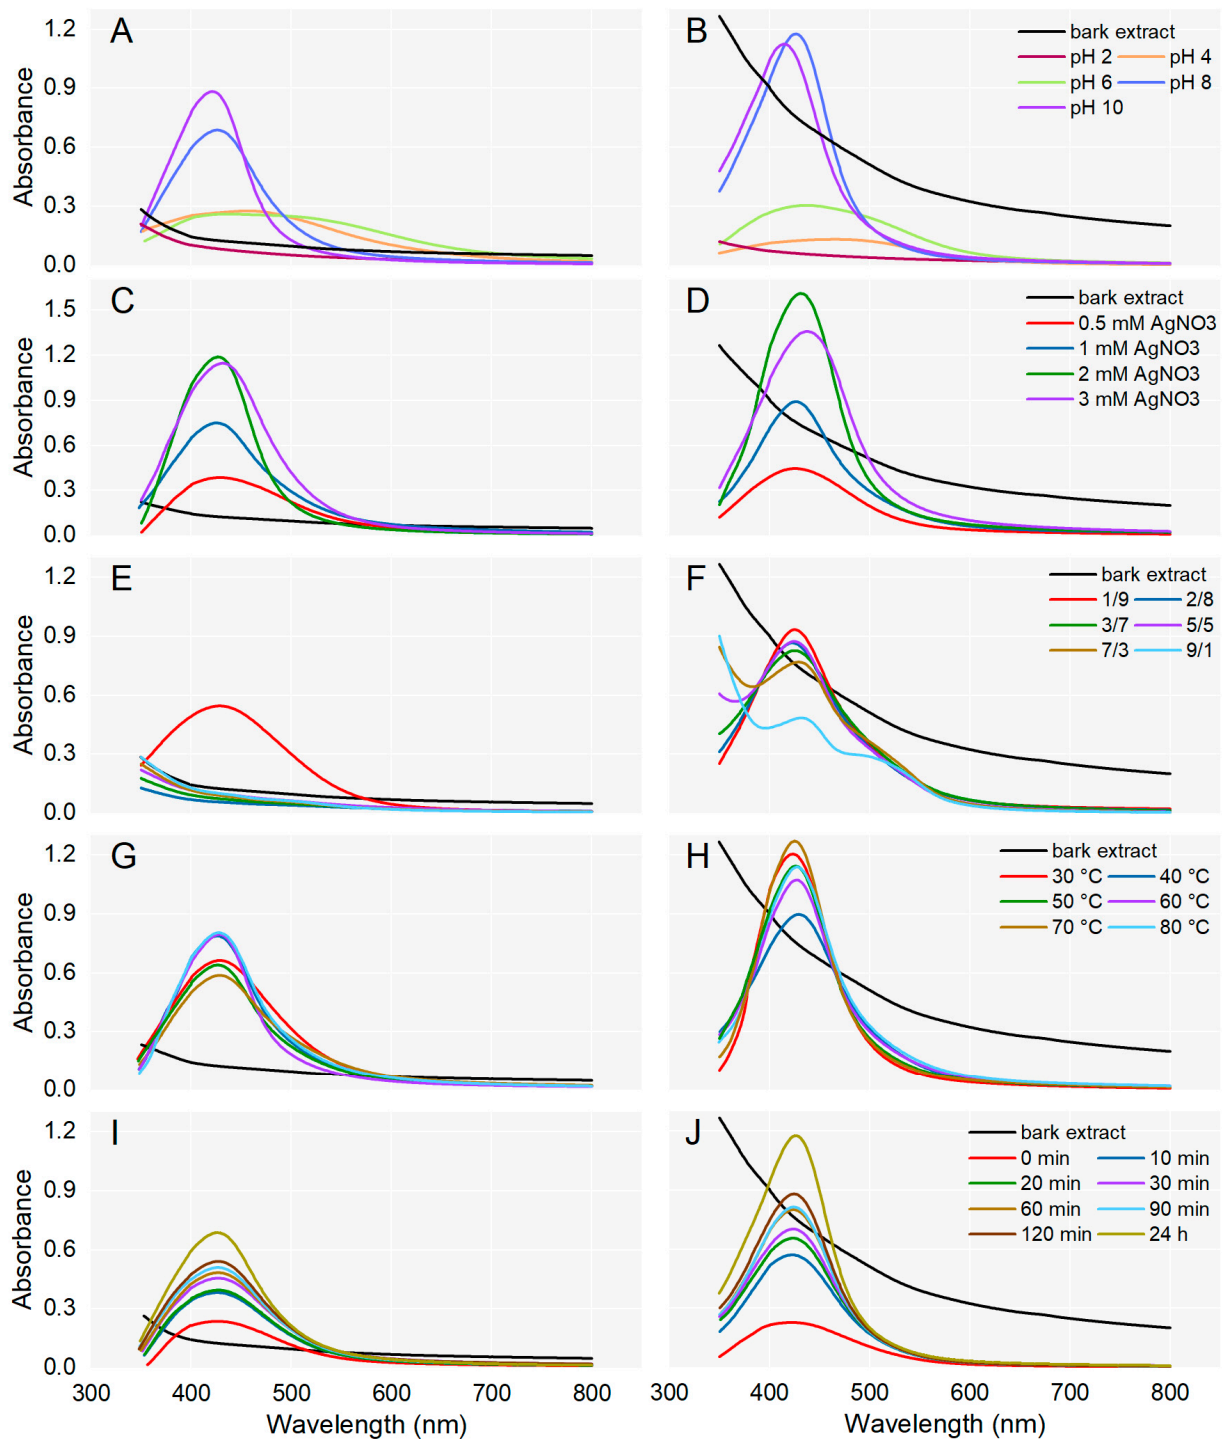 A
B
1.2
0.9
0.6
0.3
0.0
Absorbance
bark extract
pH 2 pH 4
pH 6 pH 8
pH 10
C
D
1.5
1.2
0.9
0.6
0.3
0.0
Absorbance
bark extract
0.5 mM AgNO3
1 mM AgNO3
2 mM AgNO3
3 mM AgNO3
E
F
1.2
0.9
0.6
0.3
0.0
Absorbance
bark extract
1/9 2/8
3/7 5/5
7/3 9/1
G
H
1.2
0.9
0.6
0.3
0.0
Absorbance
bark extract
30 °C 40 °C
50 °C 60 °C
70 °C 80 °C
I
J
1.2
0.9
0.6
0.3
0.0
Absorbance
bark extract
0 min 10 min
20 min 30 min
60 min 90 min
120 min 24 h
300 400 500 600 700 800
300 400 500 600 700 800
Wavelength (nm)
Wavelength (nm)